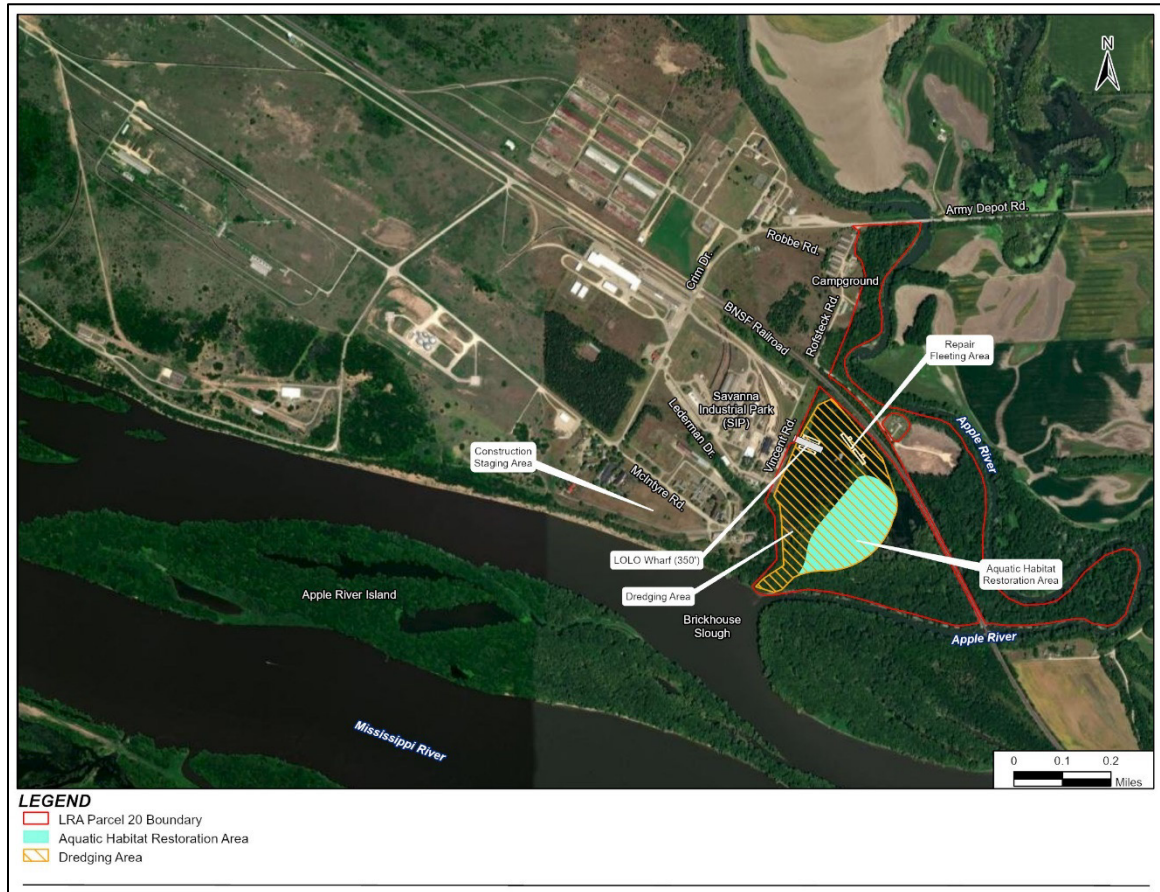 N
Army Depot Rd.
Robbe Rd.
Crim Dr.
Campground
BNSF Railroad
Rofsteck Rd.
Repair
Fleeting Area
Savanna
Industrial Park
(SIP)
Lederman Dr.
Vincent Rd.
Apple River
Construction
Staging Area
McIntyre Rd.
LOLO Wharf (350')
Aquatic Habitat
Restoration Area
Dredging Area
Apple River Island
Brickhouse
Slough
Apple River
Mississippi River
0 0.1 0.2
Miles
LEGEND
LRA Parcel 20 Boundary
Aquatic Habitat Restoration Area
Dredging Area